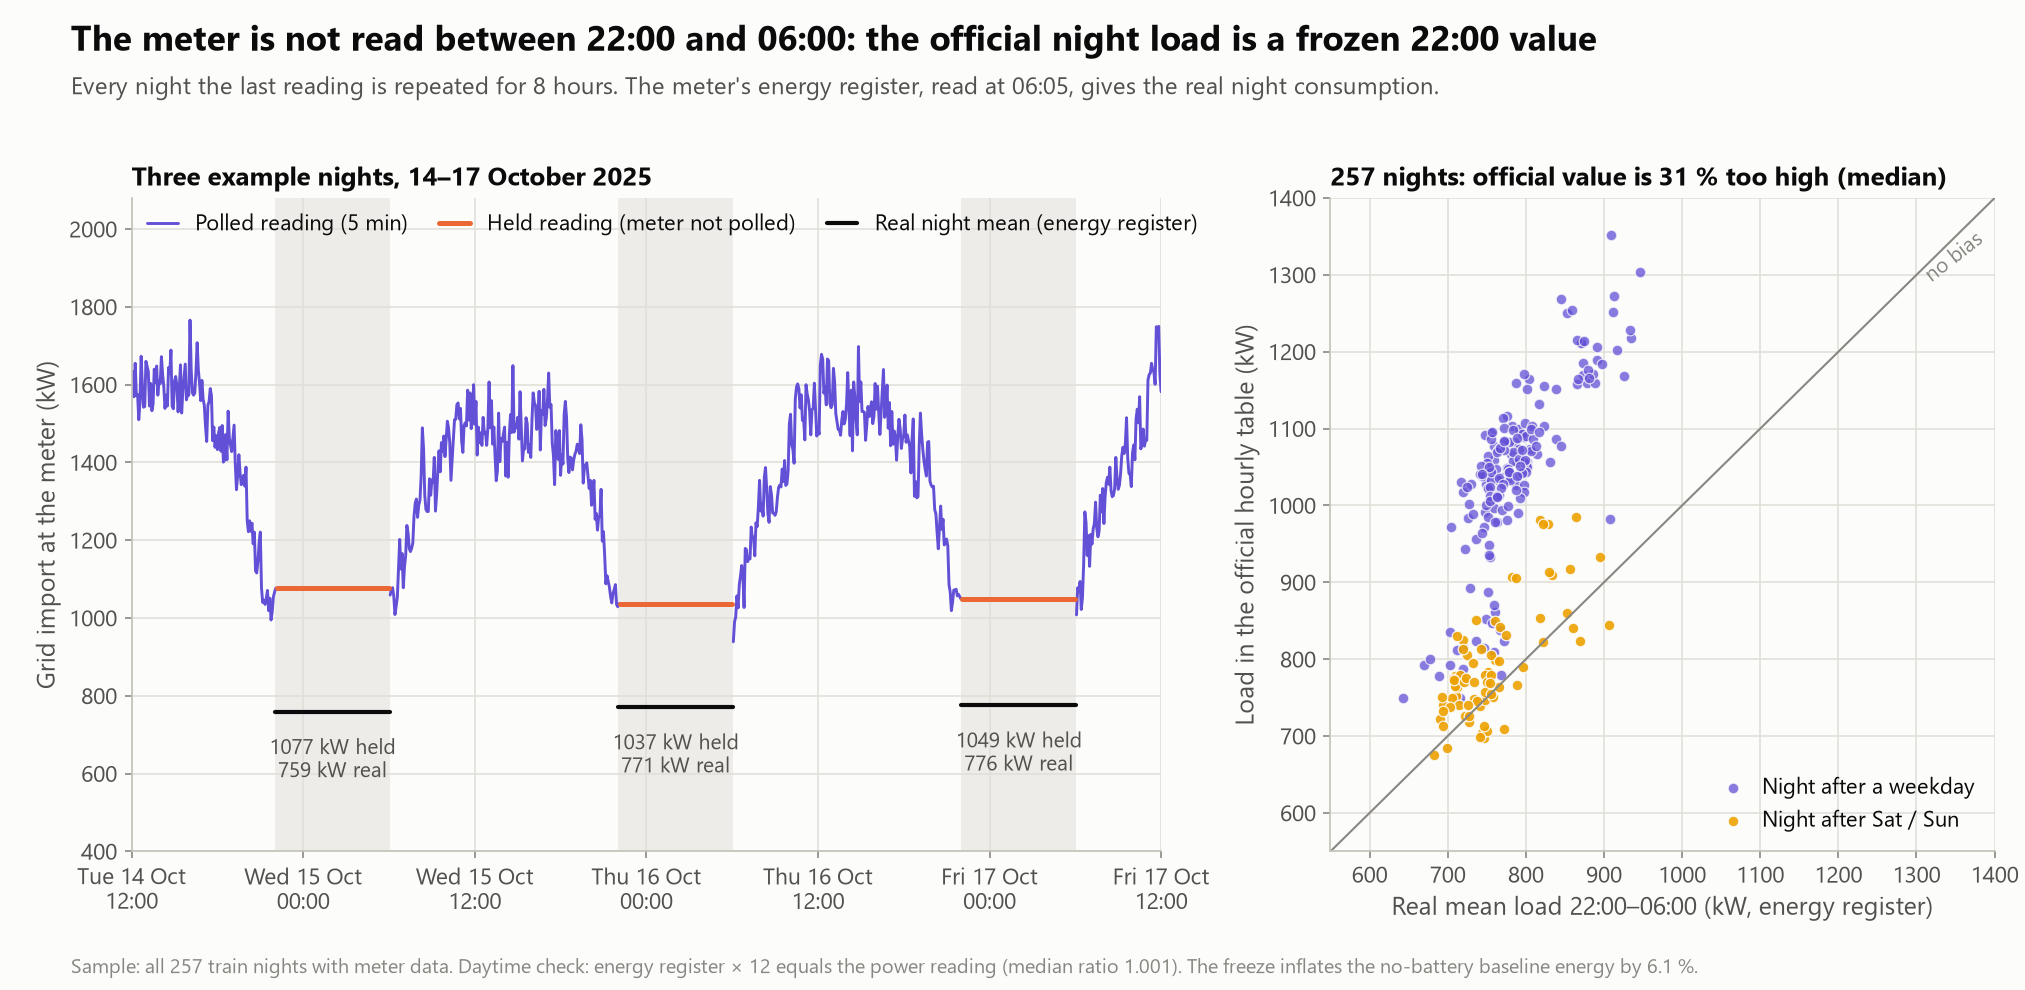 The meter is not read between 22:00 and 06:00: the official night load is a frozen 22:00 value
Every night the last reading is repeated for 8 hours. The meter's energy register, read at 06:05, gives the real night consumption.
Three example nights, 14–17 October 2025
Polled reading (5 min)
Held reading (meter not polled)
Real night mean (energy register)
Grid import at the meter (kW)
2000
1800
1600
1400
1200
1000
800
600
400
1077 kW held
759 kW real
1037 kW held
771 kW real
1049 kW held
776 kW real
Tue 14 Oct
12:00
Wed 15 Oct
00:00
Wed 15 Oct
12:00
Thu 16 Oct
00:00
Thu 16 Oct
12:00
Fri 17 Oct
00:00
Fri 17 Oct
12:00
257 nights: official value is 31 % too high (median)
Load in the official hourly table (kW)
1400
1300
1200
1100
1000
900
800
700
600
no bias
Night after a weekday
Night after Sat / Sun
600
700
800
900
1000
1100
1200
1300
1400
Real mean load 22:00–06:00 (kW, energy register)
Sample: all 257 train nights with meter data. Daytime check: energy register × 12 equals the power reading (median ratio 1.001). The freeze inflates the no-battery baseline energy by 6.1 %.